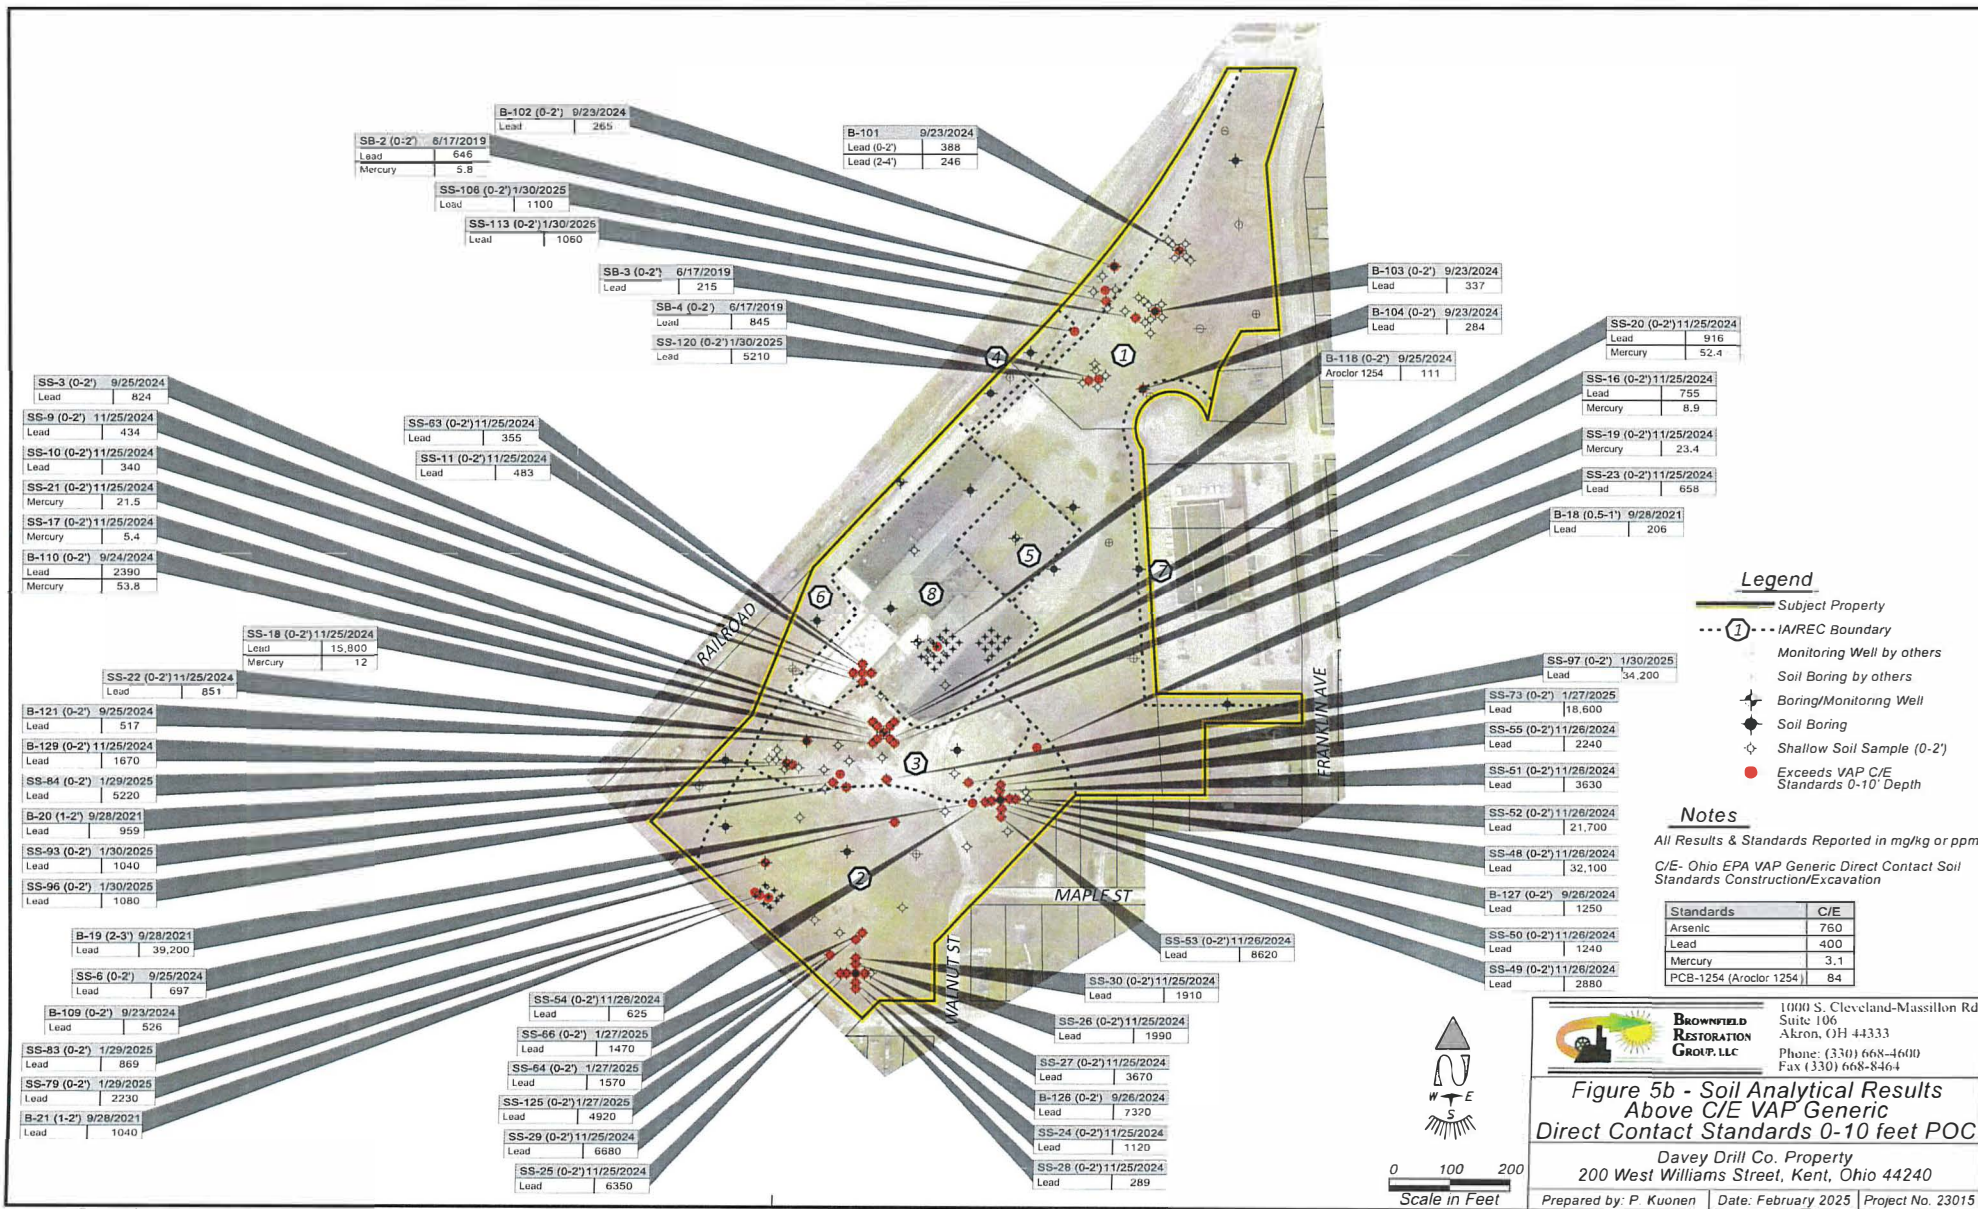 B-102 (0-2') 9/23/2024
Lead 265
SB-2 (0-2') 6/17/2019
Lead 646
Mercury 5.8
SS-106 (0-2') 1/30/2025
Lead 1100
SS-113 (0-2') 1/30/2025
Lead 1060
SB-3 (0-2') 6/17/2019
Lead 215
SB-4 (0-2') 6/17/2019
Lead 845
SS-120 (0-2') 1/30/2025
Lead 5210
B-101 9/23/2024
Lead (0-2') 388
Lead (2-4') 246
B-103 (0-2') 9/23/2024
Lead 337
B-104 (0-2') 9/23/2024
Lead 284
B-118 (0-2') 9/25/2024
Aroclor 1254 111
SS-20 (0-2') 11/25/2024
Lead 916
Mercury 52.4
SS-16 (0-2') 11/25/2024
Lead 755
Mercury 8.9
SS-19 (0-2') 11/25/2024
Mercury 23.4
SS-23 (0-2') 11/25/2024
Lead 658
B-18 (0.5-1') 9/28/2021
Lead 206
SS-3 (0-2') 9/25/2024
Lead 824
SS-9 (0-2') 11/25/2024
Lead 434
SS-10 (0-2') 11/25/2024
Lead 340
SS-21 (0-2') 11/25/2024
Mercury 21.5
SS-17 (0-2') 11/25/2024
Mercury 5.4
B-110 (0-2') 9/24/2024
Lead 2390
Mercury 53.8
SS-63 (0-2') 11/25/2024
Lead 355
SS-11 (0-2') 11/25/2024
Lead 483
SS-18 (0-2') 11/25/2024
Lead 15,800
Mercury 12
SS-22 (0-2') 11/25/2024
Lead 851
B-121 (0-2') 9/25/2024
Lead 517
B-129 (0-2') 11/25/2024
Lead 1670
SS-84 (0-2') 1/29/2025
Lead 5220
B-20 (1-2') 9/28/2021
Lead 959
SS-93 (0-2') 1/30/2025
Lead 1040
SS-96 (0-2') 1/30/2025
Lead 1080
B-19 (2-3') 9/28/2021
Lead 39,200
SS-6 (0-2') 9/25/2024
Lead 697
B-109 (0-2') 9/23/2024
Lead 526
SS-83 (0-2') 1/29/2025
Lead 869
SS-79 (0-2') 1/29/2025
Lead 2230
B-21 (1-2') 9/28/2021
Lead 1040
SS-54 (0-2') 11/26/2024
Lead 625
SS-66 (0-2') 1/27/2025
Lead 1470
SS-64 (0-2') 1/27/2025
Lead 1570
SS-125 (0-2') 1/27/2025
Lead 4920
SS-29 (0-2') 11/25/2024
Lead 6680
SS-25 (0-2') 11/25/2024
Lead 6350
SS-30 (0-2') 11/25/2024
Lead 1910
SS-26 (0-2') 11/25/2024
Lead 1990
SS-27 (0-2') 11/25/2024
Lead 3670
B-126 (0-2') 9/26/2024
Lead 7320
SS-24 (0-2') 11/25/2024
Lead 1120
SS-28 (0-2') 11/25/2024
Lead 289
SS-53 (0-2') 11/26/2024
Lead 8620
SS-97 (0-2') 1/30/2025
Lead 34,200
SS-73 (0-2') 1/27/2025
Lead 18,600
SS-55 (0-2') 11/26/2024
Lead 2240
SS-51 (0-2') 11/26/2024
Lead 3630
SS-52 (0-2') 11/26/2024
Lead 21,700
SS-48 (0-2') 11/26/2024
Lead 32,100
B-127 (0-2') 9/26/2024
Lead 1250
SS-50 (0-2') 11/26/2024
Lead 1240
SS-49 (0-2') 11/26/2024
Lead 2880
1
4
5
6
7
8
3
2
RAILROAD
FRANKLIN AVE
MAPLE ST
WALNUT ST
Legend
Subject Property
1 IA/REC Boundary
Monitoring Well by others
Soil Boring by others
Boring/Monitoring Well
Soil Boring
Shallow Soil Sample (0-2')
Exceeds VAP C/E
Standards 0-10' Depth
Notes
All Results & Standards Reported in mg/kg or ppm
C/E- Ohio EPA VAP Generic Direct Contact Soil
Standards Construction/Excavation
Standards C/E
Arsenic 760
Lead 400
Mercury 3.1
PCB-1254 (Aroclor 1254) 84
W E
S
0 100 200
Scale in Feet
BROWNFIELD
RESTORATION
GROUP, LLC
1000 S. Cleveland-Massillon Rd
Suite 106
Akron, OH 44333
Phone: (330) 668-4600
Fax (330) 668-8464
Figure 5b - Soil Analytical Results
Above C/E VAP Generic
Direct Contact Standards 0-10 feet POC
Davey Drill Co. Property
200 West Williams Street, Kent, Ohio 44240
Prepared by: P. Kuonen Date: February 2025 Project No. 23015